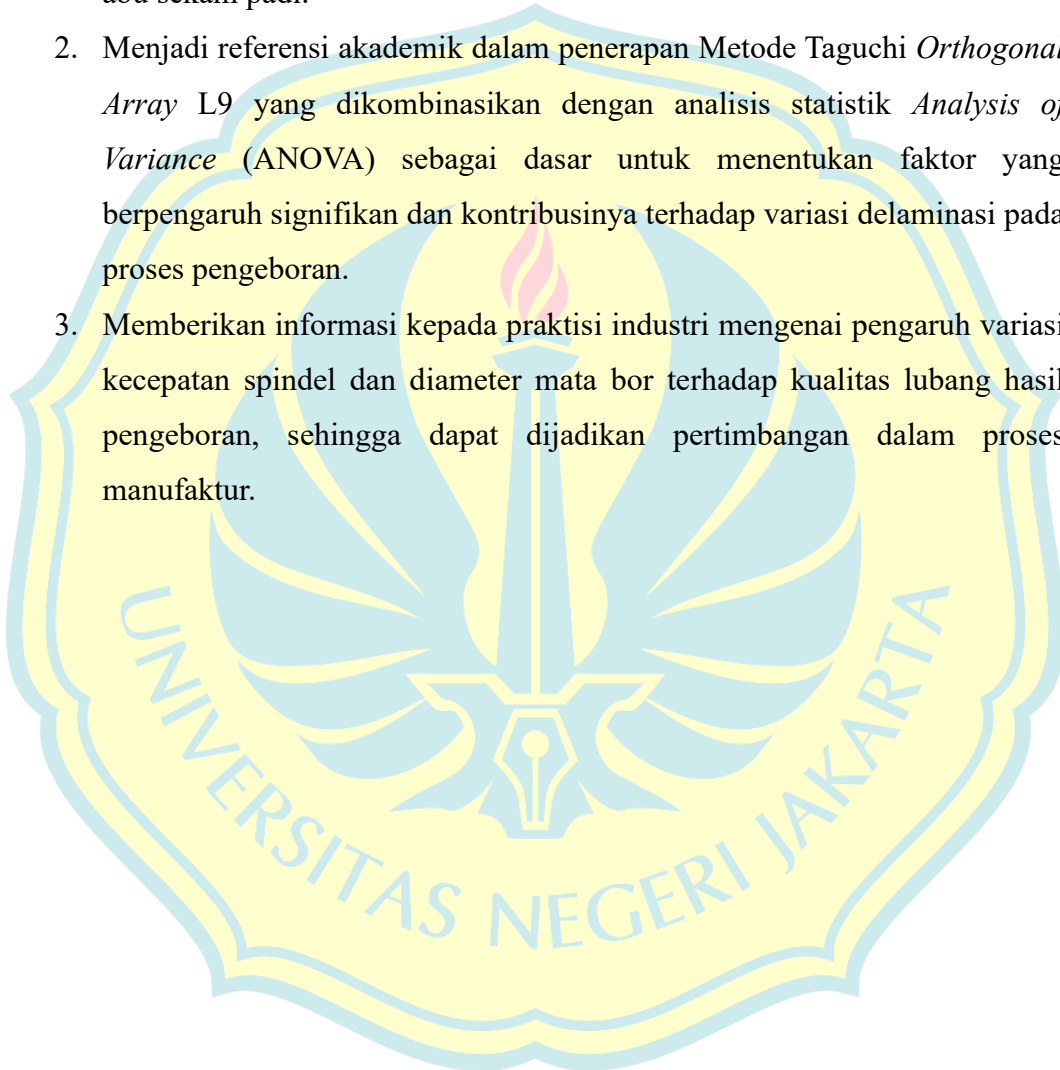 abu sekam padi.
2. Menjadi referensi akademik dalam penerapan Metode Taguchi Orthogonal
Array L9 yang dikombinasikan dengan analisis statistik Analysis of
Variance (ANOVA) sebagai dasar untuk menentukan faktor yang
berpengaruh signifikan dan kontribusinya terhadap variasi delaminasi pada
proses pengeboran.
3. Memberikan informasi kepada praktisi industri mengenai pengaruh variasi
kecepatan spindel dan diameter mata bor terhadap kualitas lubang hasil
pengeboran, sehingga dapat dijadikan pertimbangan dalam proses
manufaktur.
UNIVERSITAS NEGERI JAKARTA